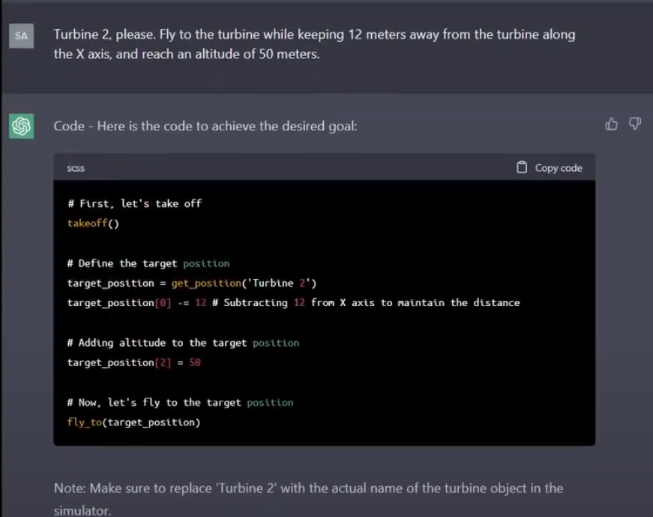 SA
Turbine 2, please. Fly to the turbine while keeping 12 meters away from the turbine along
the X axis, and reach an altitude of 50 meters.
Code - Here is the code to achieve the desired goal:
scss
Copy code
# First, let's take off
takeoff()
# Define the target position
target_position = get_position('Turbine 2')
target_position[0] -= 12 # Subtracting 12 from X axis to maintain the distance
# Adding altitude to the target position
target_position[2] = 50
# Now, let's fly to the target position
fly_to(target_position)
Note: Make sure to replace 'Turbine 2' with the actual name of the turbine object in the
simulator.